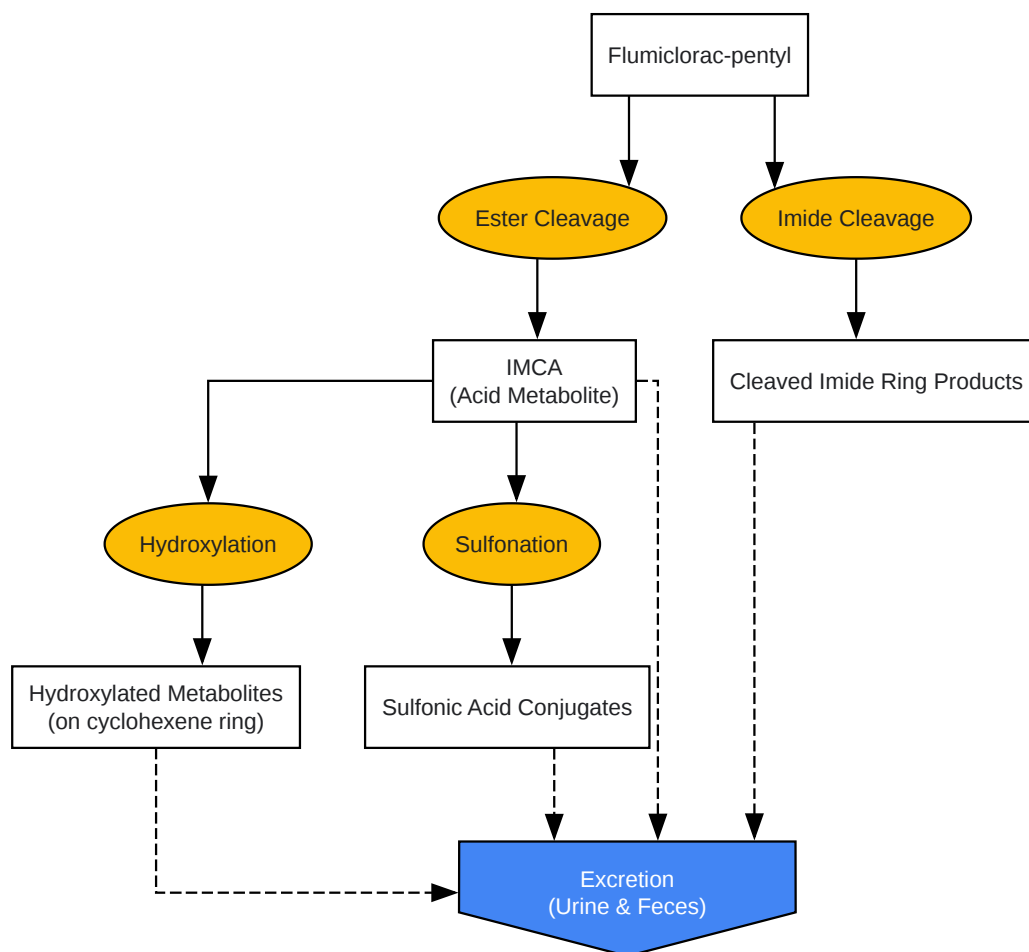 Flumiclorac-pentyl
Ester Cleavage
Imide Cleavage
IMCA
(Acid Metabolite)
Cleaved Imide Ring Products
Hydroxylation
Sulfonation
Hydroxylated Metabolites
(on cyclohexene ring)
Sulfonic Acid Conjugates
Excretion
(Urine & Feces)